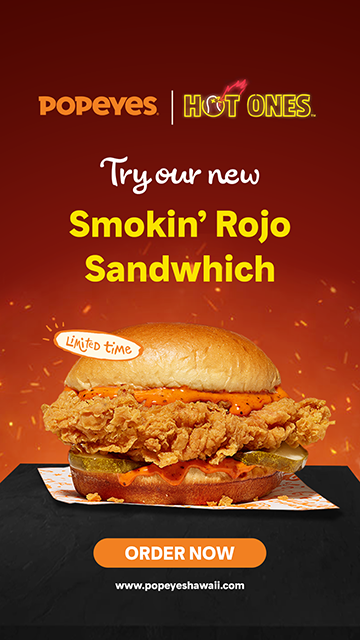 POPEYES | HOT ONES
Try our new
Smokin' Rojo
Sandwhich
Limited time
ORDER NOW
www.popeyeshawaii.com